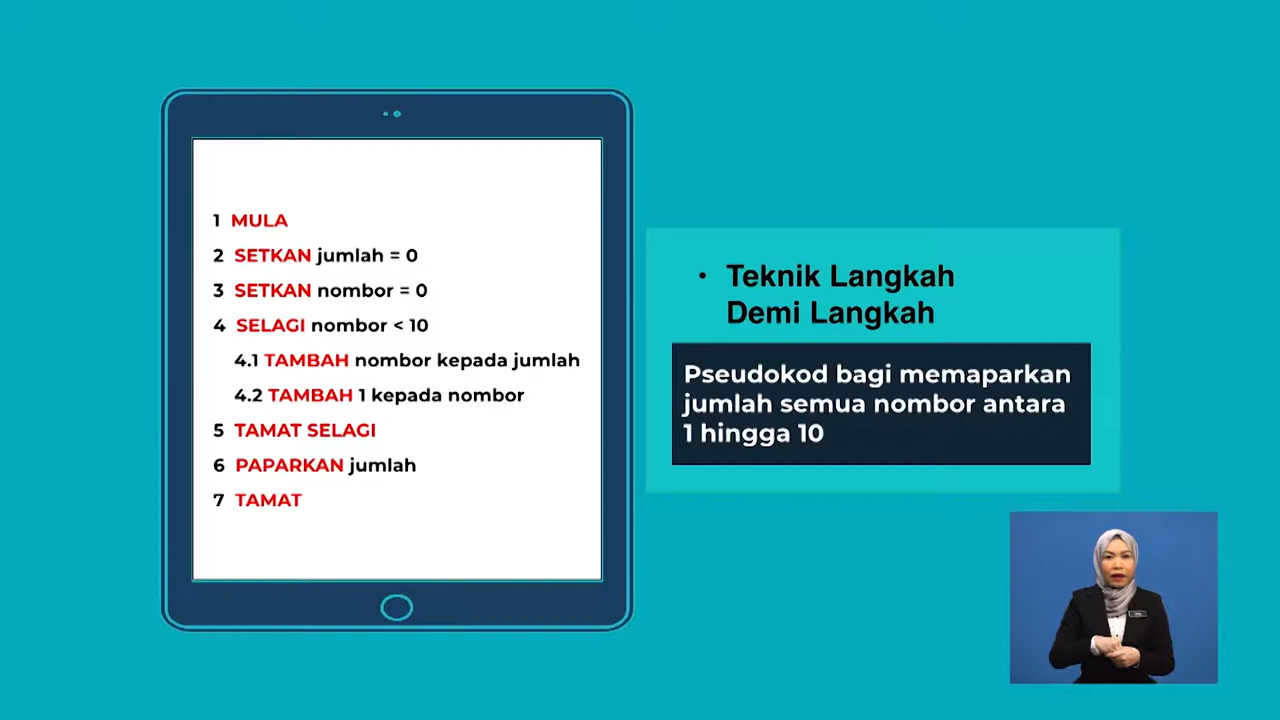 1 MULA
2 SETKAN jumlah = 0
3 SETKAN nombor = 0
4 SELAGI nombor < 10
4.1 TAMBAH nombor kepada jumlah
4.2 TAMBAH 1 kepada nombor
5 TAMAT SELAGI
6 PAPARKAN jumlah
7 TAMAT
• Teknik Langkah
Demi Langkah
Pseudokod bagi memaparkan
jumlah semua nombor antara
1 hingga 10